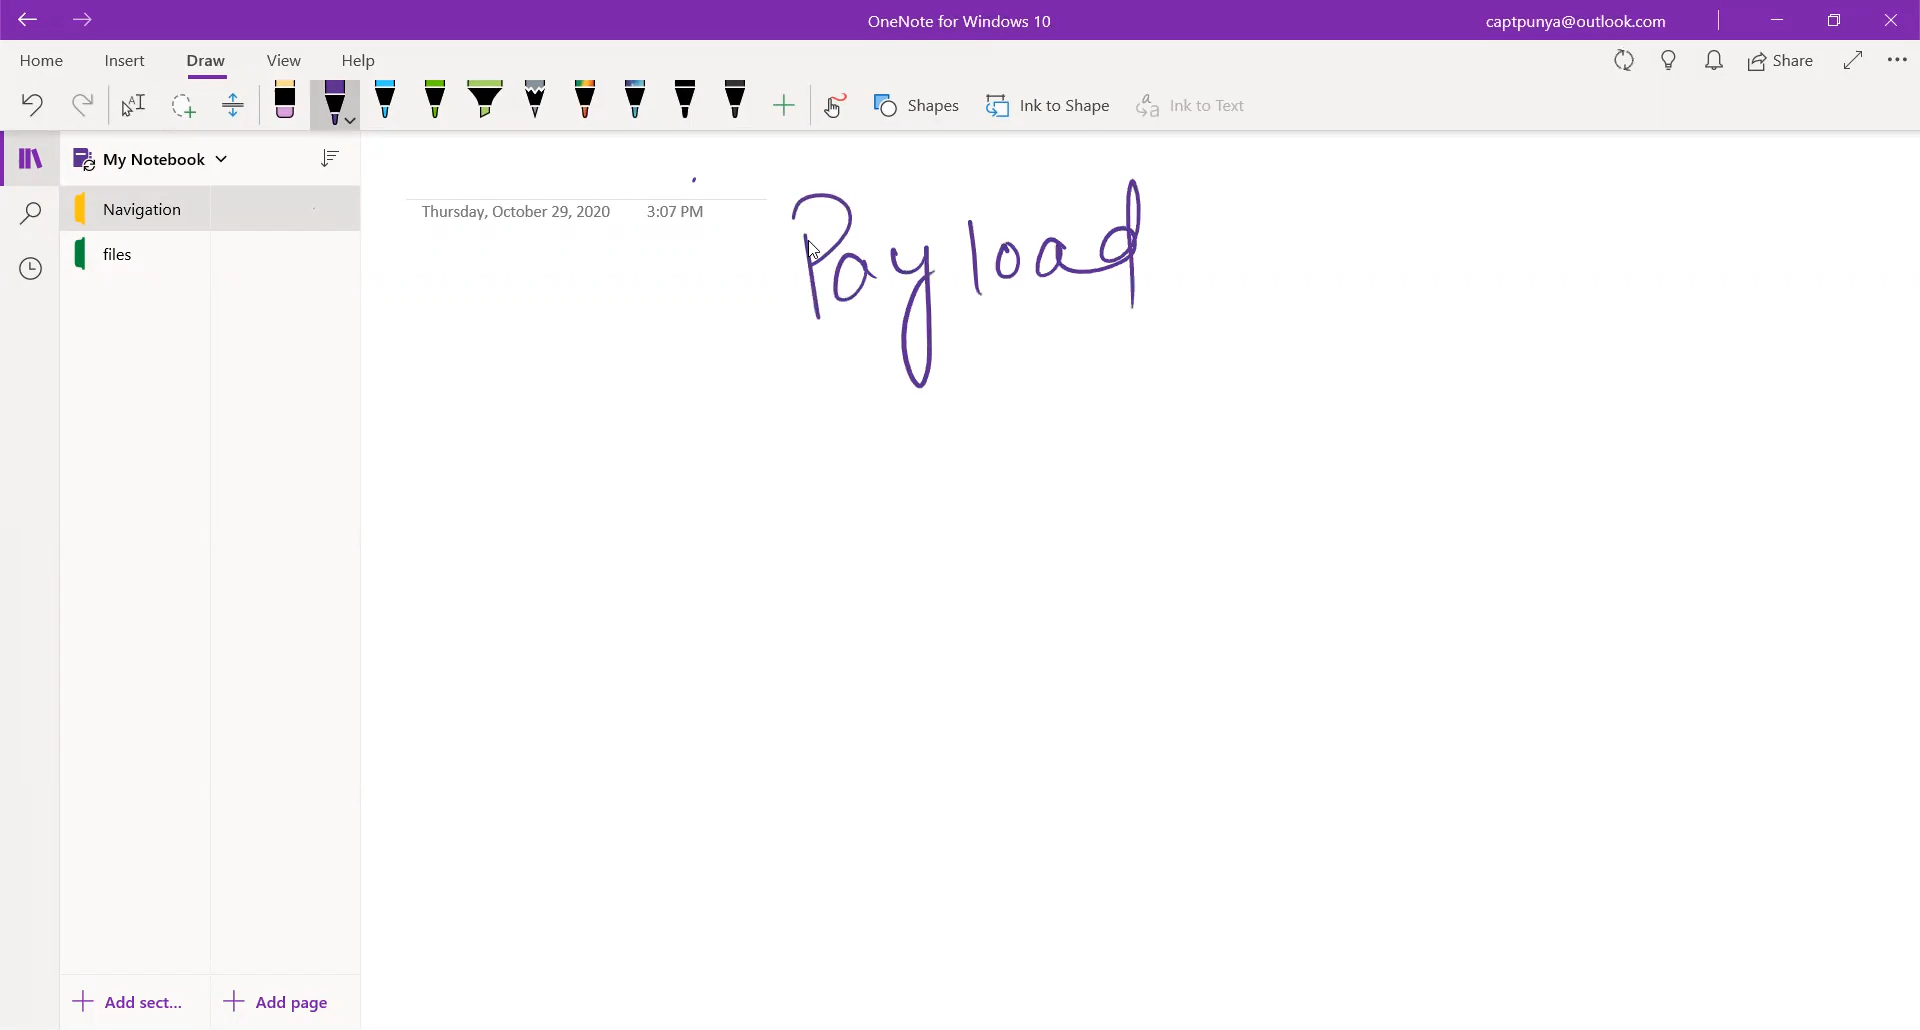 OneNote for Windows 10
captpunya@outlook.com
Home
Insert
Draw
View
Help
Share
Shapes
Ink to Shape
Ink to Text
My Notebook
Navigation
files
Thursday, October 29, 2020 3:07 PM
Payload
Add sect...
Add page